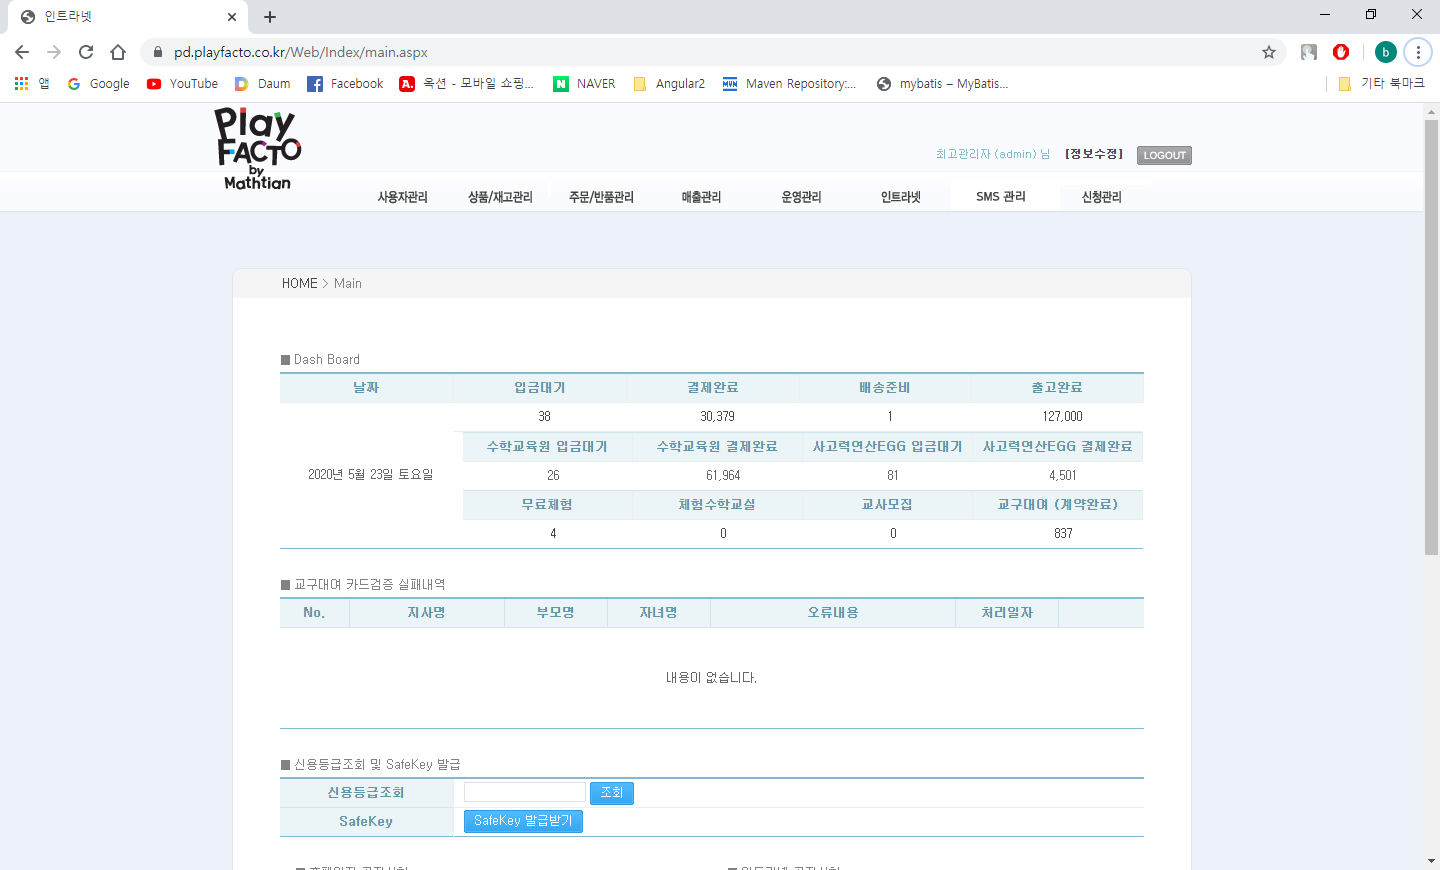 인트라넷
pd.playfacto.co.kr/Web/Index/main.aspx
b
앱 Google YouTube Daum Facebook 옥션 - 모바일 쇼핑... NAVER Angular2 Maven Repository:... mybatis – MyBatis... 기타 북마크
Play
FACTO
by
Mathtian
최고관리자 (admin) 님 [정보수정] LOGOUT
사용자관리 상품/재고관리 주문/반품관리 매출관리 운영관리 인트라넷 SMS 관리 신청관리
HOME > Main
■ Dash Board
날짜 입금대기 결제완료 배송준비 출고완료
38 30,379 1 127,000
수학교육원 입금대기 수학교육원 결제완료 사고력연산EGG 입금대기 사고력연산EGG 결제완료
2020년 5월 23일 토요일
26 61,964 81 4,501
무료체험 체험수학교실 교사모집 교구대여 (계약완료)
4 0 0 837
■ 교구대여 카드검증 실패내역
No. 지사명 부모명 자녀명 오류내용 처리일자
내용이 없습니다.
■ 신용등급조회 및 SafeKey 발급
신용등급조회 조회
SafeKey SafeKey 발급받기